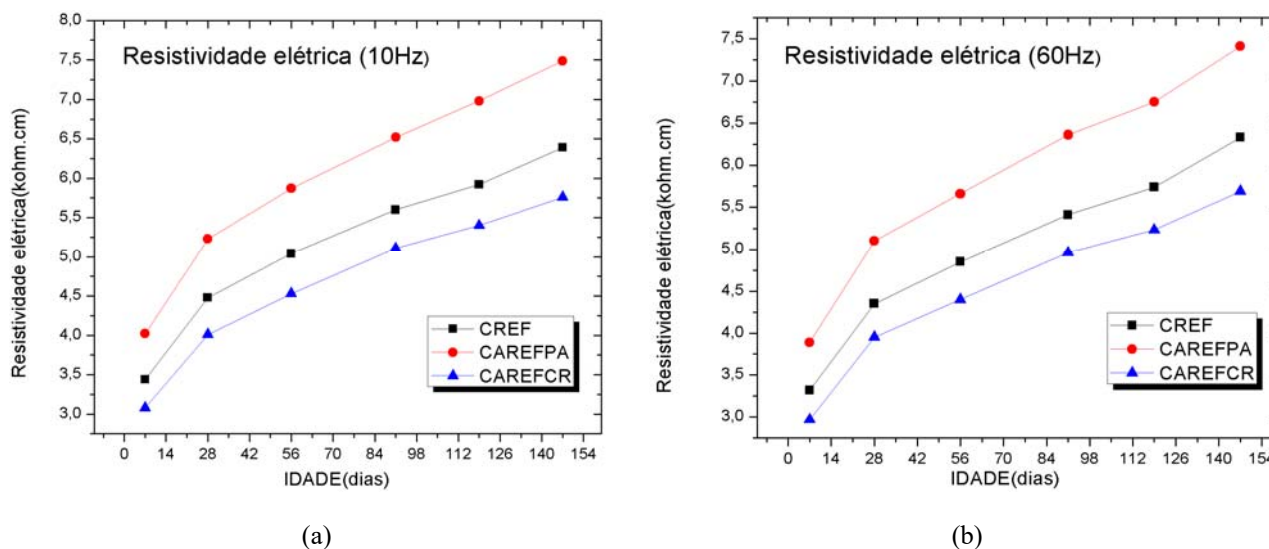 Resistividade elétrica (10Hz)
Resistividade elétrica(kohm.cm)
8,0
7,5
7,0
6,5
6,0
5,5
5,0
4,5
4,0
3,5
3,0
CREF
CAREFPA
CAREFCR
0 14 28 42 56 70 84 98 112 126 140 154
IDADE(dias)
(a)
Resistividade elétrica (60Hz)
Resistividade elétrica(kohm.cm)
7,5
7,0
6,5
6,0
5,5
5,0
4,5
4,0
3,5
3,0
CREF
CAREFPA
CAREFCR
0 14 28 42 56 70 84 98 112 126 140 154
IDADE(dias)
(b)